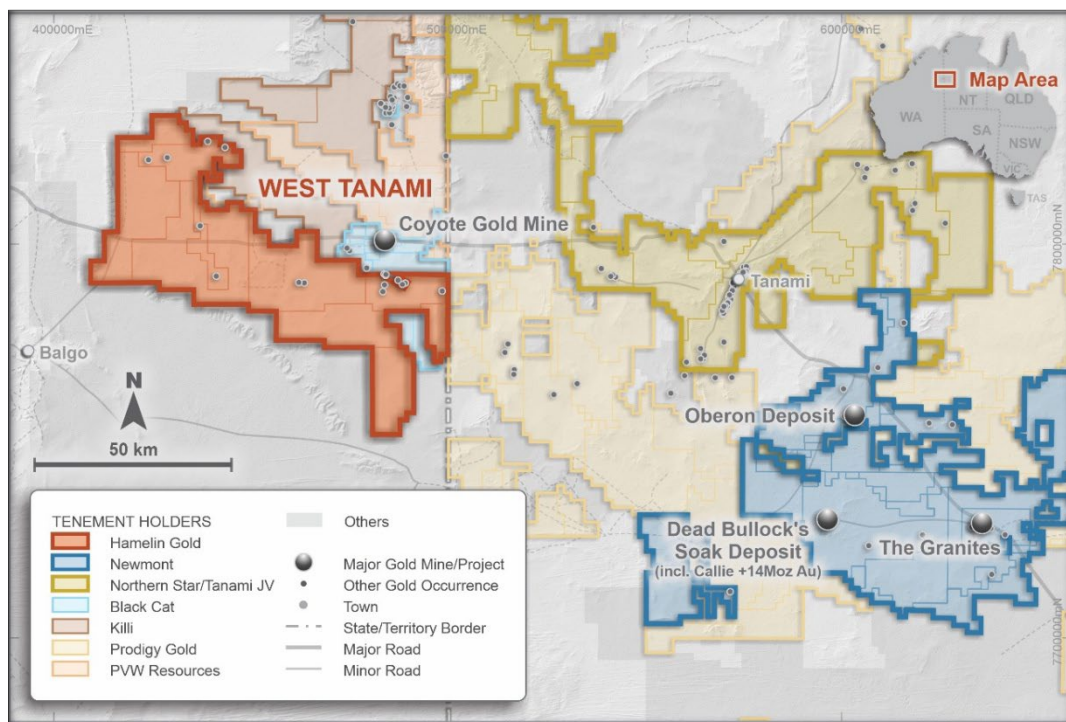 400000mE
500000mE
600000mE
Map Area
WA
NT
QLD
SA
NSW
VIC
TAS
WEST TANAMI
Coyote Gold Mine
7800000mN
Tanami
Balgo
N
50 km
Oberon Deposit
Dead Bullock's
Soak Deposit
(incl. Callie +14Moz Au)
The Granites
7700000mN
TENEMENT HOLDERS
Hamelin Gold
Newmont
Northern Star/Tanami JV
Black Cat
Killi
Prodigy Gold
PVW Resources
Others
Major Gold Mine/Project
Other Gold Occurrence
Town
State/Territory Border
Major Road
Minor Road